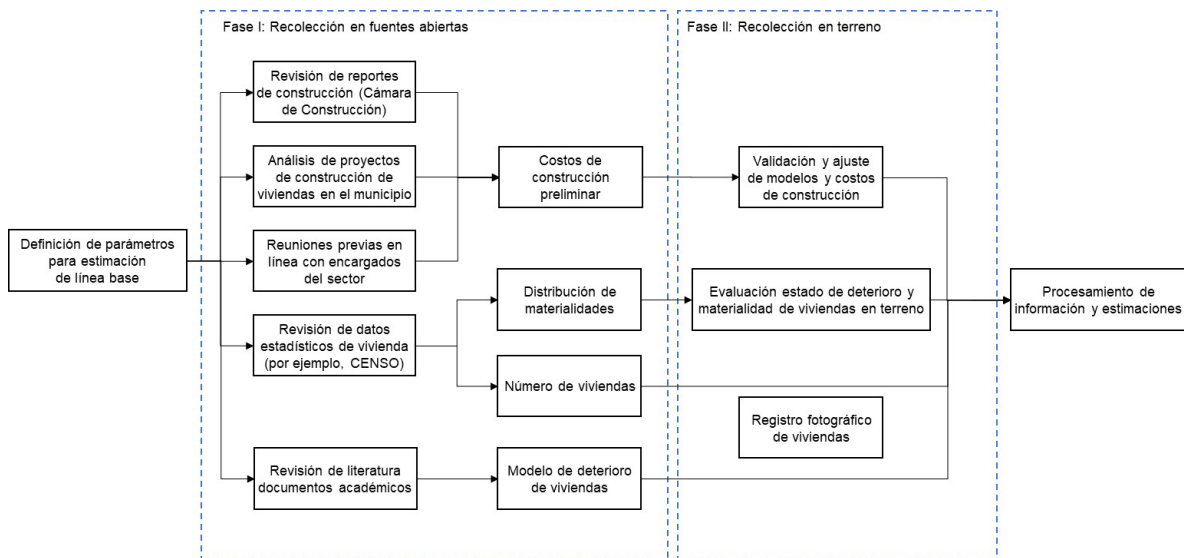 Fase I: Recolección en fuentes abiertas
Fase II: Recolección en terreno
Definición de parámetros
para estimación
de línea base
Revisión de reportes
de construcción (Cámara
de Construcción)
Análisis de proyectos
de construcción de
viviendas en el municipio
Reuniones previas en
línea con encargados
del sector
Revisión de datos
estadísticos de vivienda
(por ejemplo, CENSO)
Revisión de literatura
documentos académicos
Costos de
construcción
preliminar
Distribución de
materialidades
Número de viviendas
Modelo de deterioro
de viviendas
Validación y ajuste
de modelos y costos
de construcción
Evaluación estado de deterioro y
materialidad de viviendas en terreno
Registro fotográfico
de viviendas
Procesamiento de
información y estimaciones